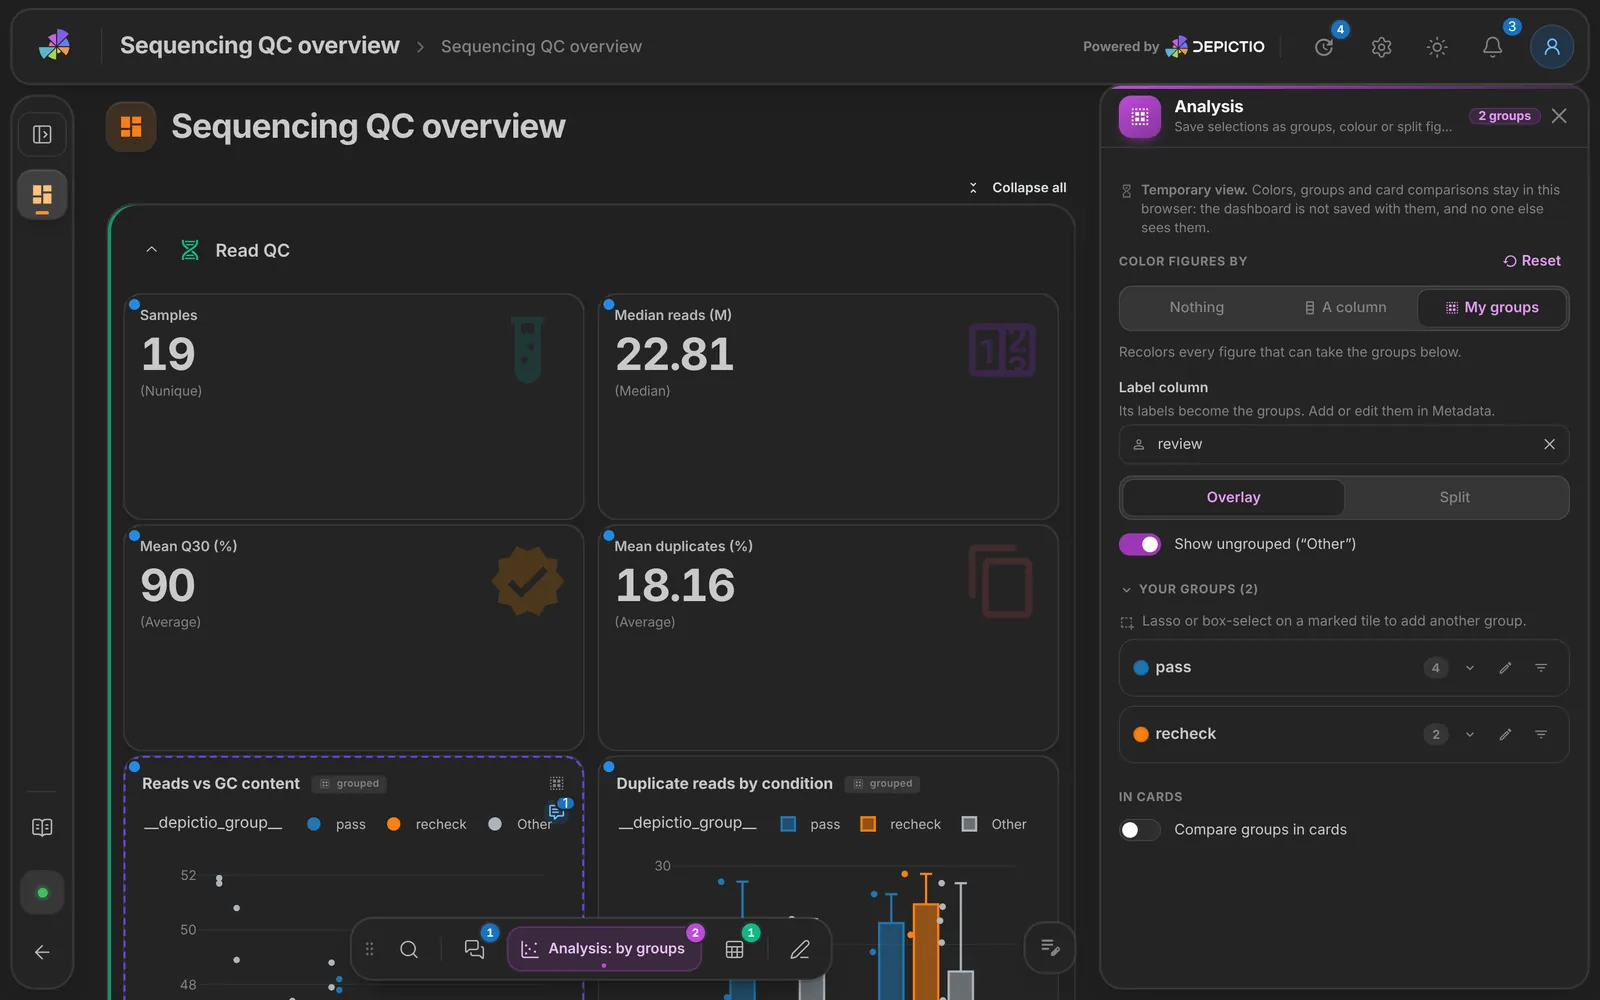 Sequencing QC overview
Sequencing QC overview
Powered by DEPICTIO
4
3
Sequencing QC overview
Collapse all
Read QC
Samples
19
(Nunique)
Median reads (M)
22.81
(Median)
Mean Q30 (%)
90
(Average)
Mean duplicates (%)
18.16
(Average)
Reads vs GC content
grouped
1
__depictio_group__
pass
recheck
Other
52
50
48
Duplicate reads by condition
grouped
__depictio_group__
pass
recheck
Other
30
1
Analysis: by groups
2
1
Analysis
Save selections as groups, colour or split fig...
2 groups
Temporary view. Colors, groups and card comparisons stay in this
browser: the dashboard is not saved with them, and no one else
sees them.
COLOR FIGURES BY
Reset
Nothing
A column
My groups
Recolors every figure that can take the groups below.
Label column
Its labels become the groups. Add or edit them in Metadata.
review
Overlay
Split
Show ungrouped (“Other”)
YOUR GROUPS (2)
Lasso or box-select on a marked tile to add another group.
pass
4
recheck
2
IN CARDS
Compare groups in cards